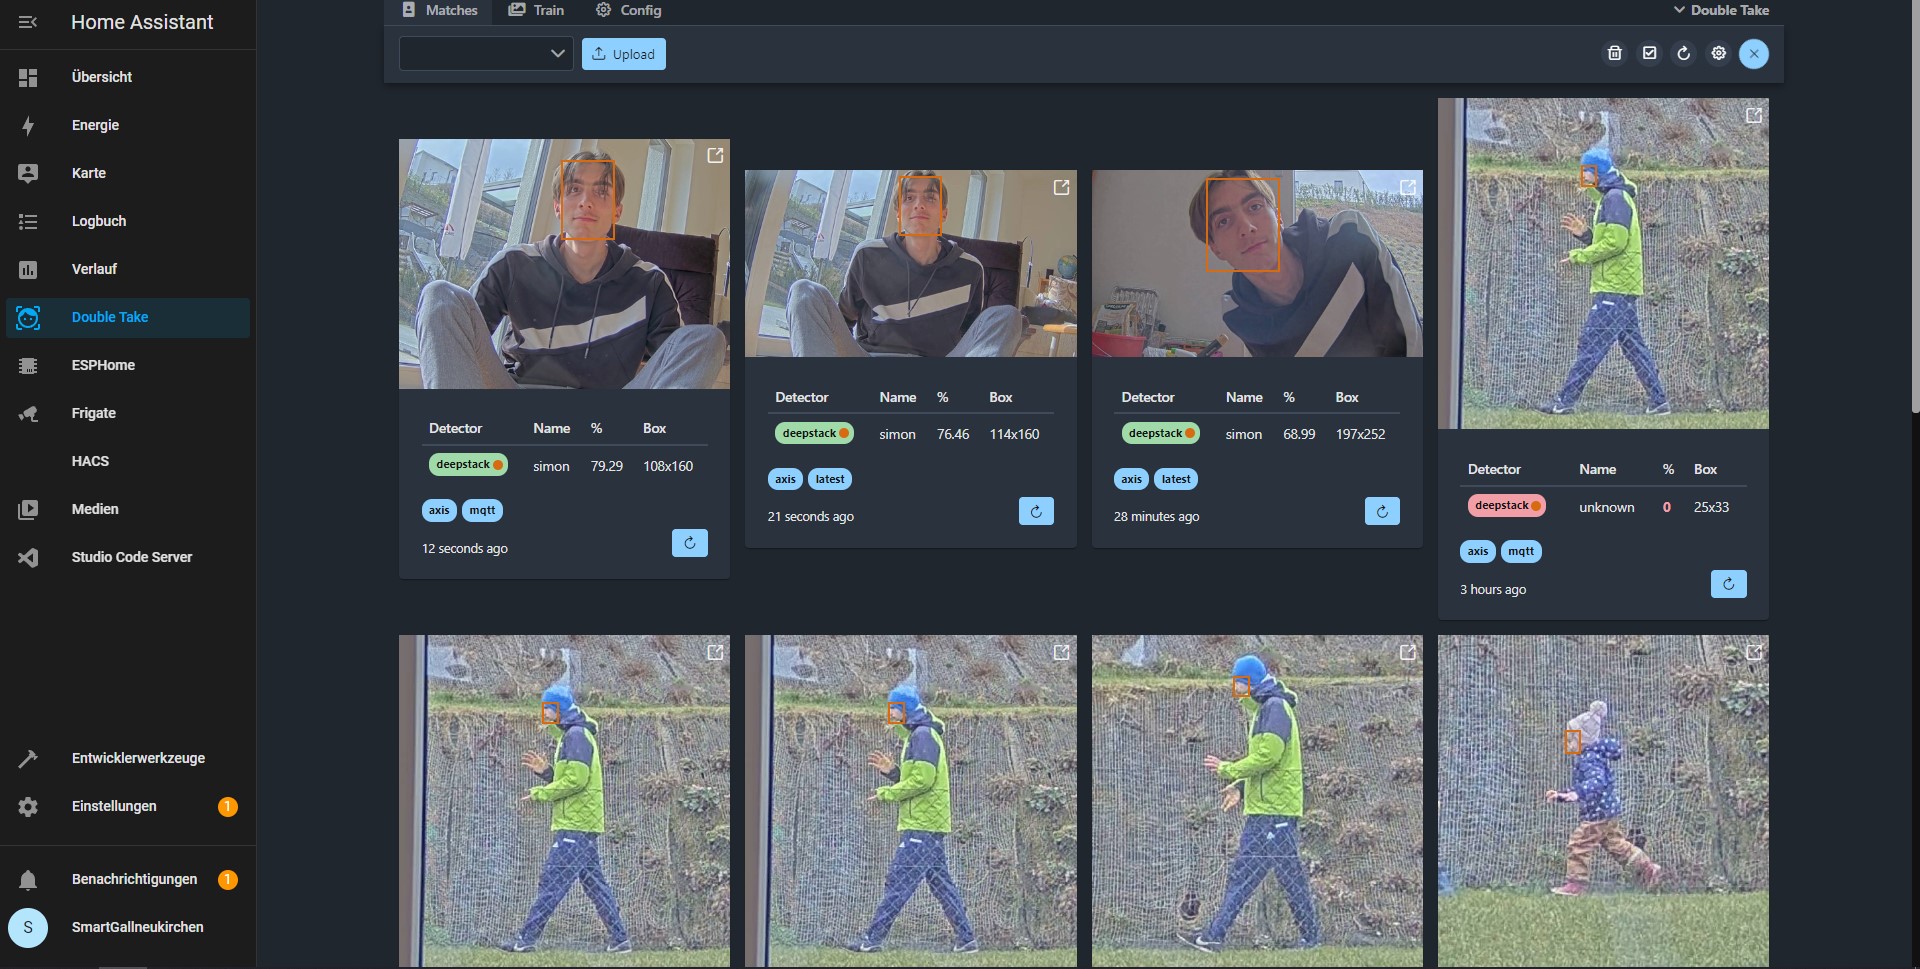 Home Assistant
Übersicht
Energie
Karte
Logbuch
Verlauf
Double Take
ESPHome
Frigate
HACS
Medien
Studio Code Server
Entwicklerwerkzeuge
Einstellungen 1
Benachrichtigungen 1
S SmartGallneukirchen
Matches Train Config Double Take
Upload
Detector Name % Box
deepstack simon 79.29 108x160
axis mqtt
12 seconds ago
Detector Name % Box
deepstack simon 76.46 114x160
axis latest
21 seconds ago
Detector Name % Box
deepstack simon 68.99 197x252
axis latest
28 minutes ago
Detector Name % Box
deepstack unknown 0 25x33
axis mqtt
3 hours ago